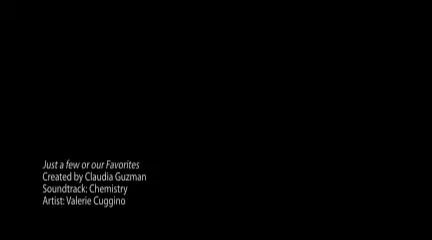 Just a few or our Favorites
Created by Claudia Guzman
Soundtrack: Chemistry
Artist: Valerie Cuggino